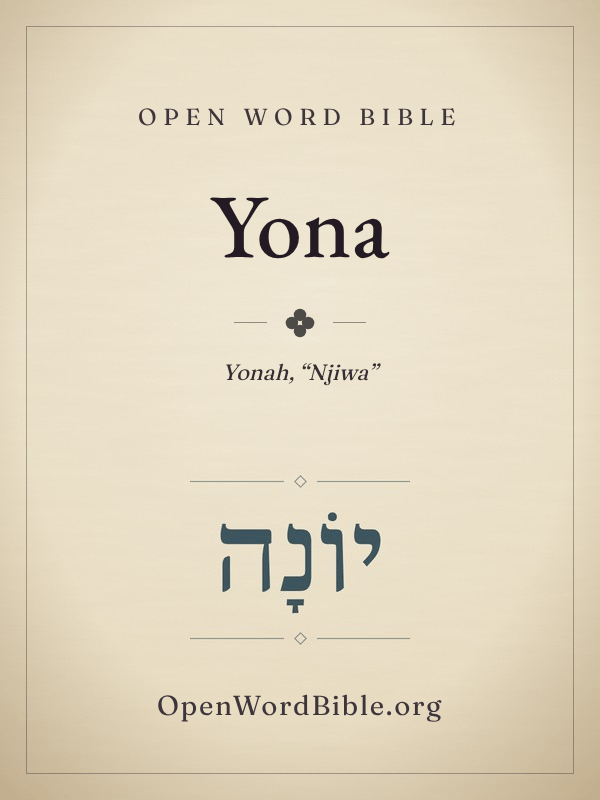 OPEN WORD BIBLE
Yona
Yonah, “Njiwa”
יוֹנָה
OpenWordBible.org